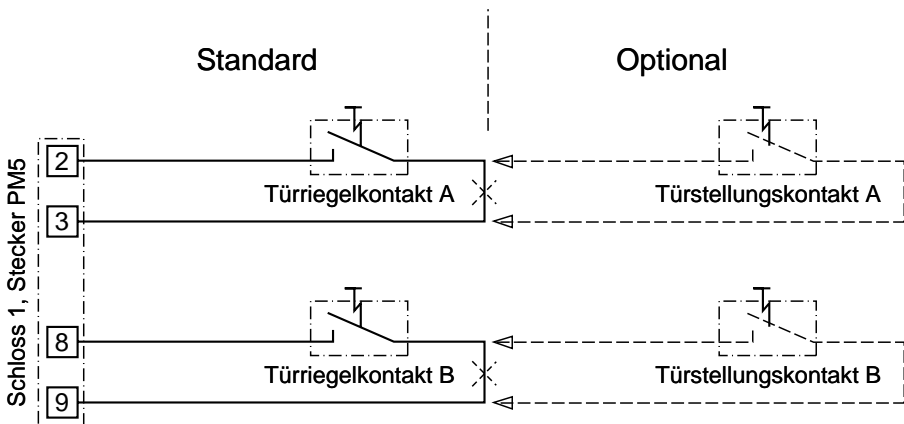 Standard
Optional
Schloss 1, Stecker PM5
2
Türriegelkontakt A
Türstellungskontakt A
3
8
Türriegelkontakt B
Türstellungskontakt B
9